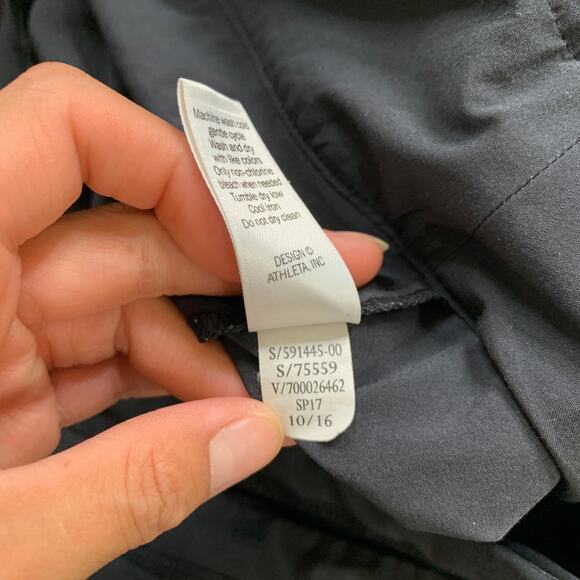 Machine wash cold
gentle cycle
Wash and dry
with like colors
Only non-chlorine
bleach when needed
Tumble dry low
Cool iron
Do not dry clean
DESIGN ©
ATHLETA, INC
S/591445-00
S/75559
V/700026462
SP17
10/16